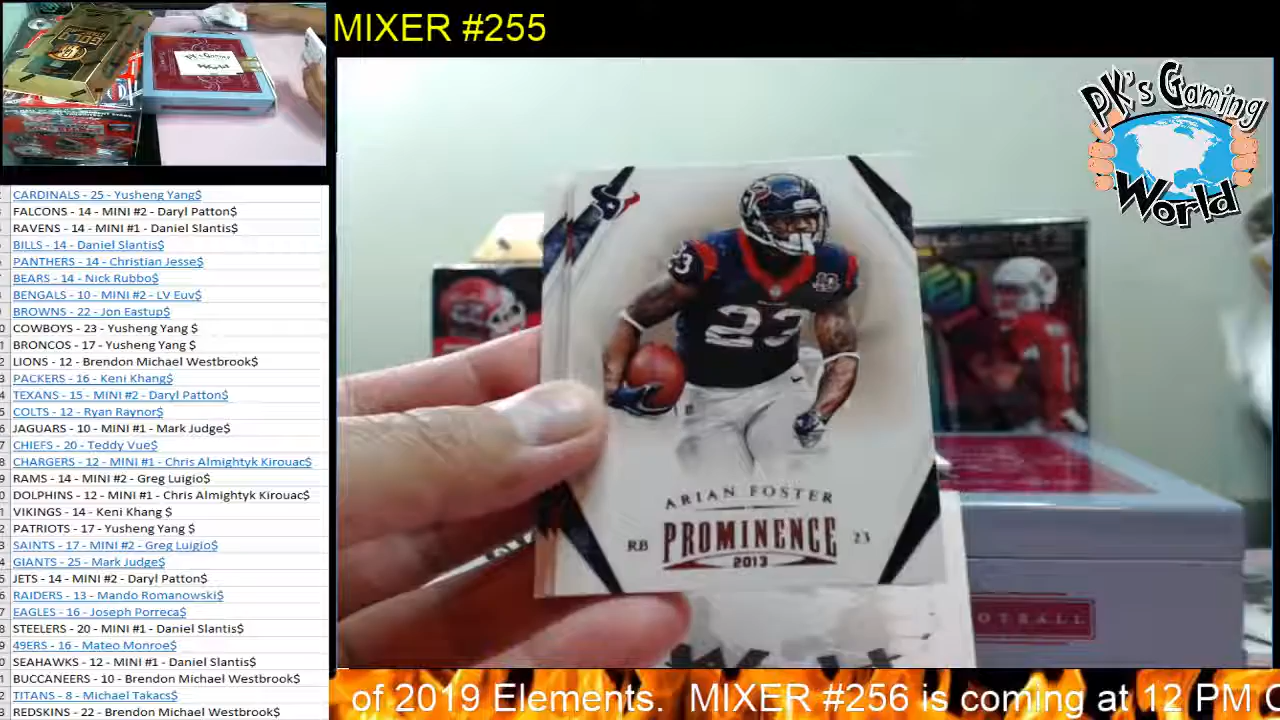 MIXER #255
PK's Gaming World
CARDINALS - 25 - Yusheng Yang$
FALCONS - 14 - MINI #2 - Daryl Patton$
RAVENS - 14 - MINI #1 - Daniel Slantis$
BILLS - 14 - Daniel Slantis$
PANTHERS - 14 - Christian Jesse$
BEARS - 14 - Nick Rubbo$
BENGALS - 10 - MINI #2 - LV Euv$
BROWNS - 22 - Jon Eastup$
COWBOYS - 23 - Yusheng Yang $
BRONCOS - 17 - Yusheng Yang $
LIONS - 12 - Brendon Michael Westbrook$
PACKERS - 16 - Keni Khang$
TEXANS - 15 - MINI #2 - Daryl Patton$
COLTS - 12 - Ryan Raynor$
JAGUARS - 10 - MINI #1 - Mark Judge$
CHIEFS - 20 - Teddy Vue$
CHARGERS - 12 - MINI #1 - Chris Almightyk Kirouac$
RAMS - 14 - MINI #2 - Greg Luigio$
DOLPHINS - 12 - MINI #1 - Chris Almightyk Kirouac$
VIKINGS - 14 - Keni Khang $
PATRIOTS - 17 - Yusheng Yang $
SAINTS - 17 - MINI #2 - Greg Luigio$
GIANTS - 25 - Mark Judge$
JETS - 14 - MINI #2 - Daryl Patton$
RAIDERS - 13 - Mando Romanowski$
EAGLES - 16 - Joseph Porreca$
STEELERS - 20 - MINI #1 - Daniel Slantis$
49ERS - 16 - Mateo Monroe$
SEAHAWKS - 12 - MINI #1 - Daniel Slantis$
BUCCANEERS - 10 - Brendon Michael Westbrook$
TITANS - 8 - Michael Takacs$
REDSKINS - 22 - Brendon Michael Westbrook$
23
23
ARIAN FOSTER
RB PROMINENCE 23
2013
of 2019 Elements. MIXER #256 is coming at 12 PM